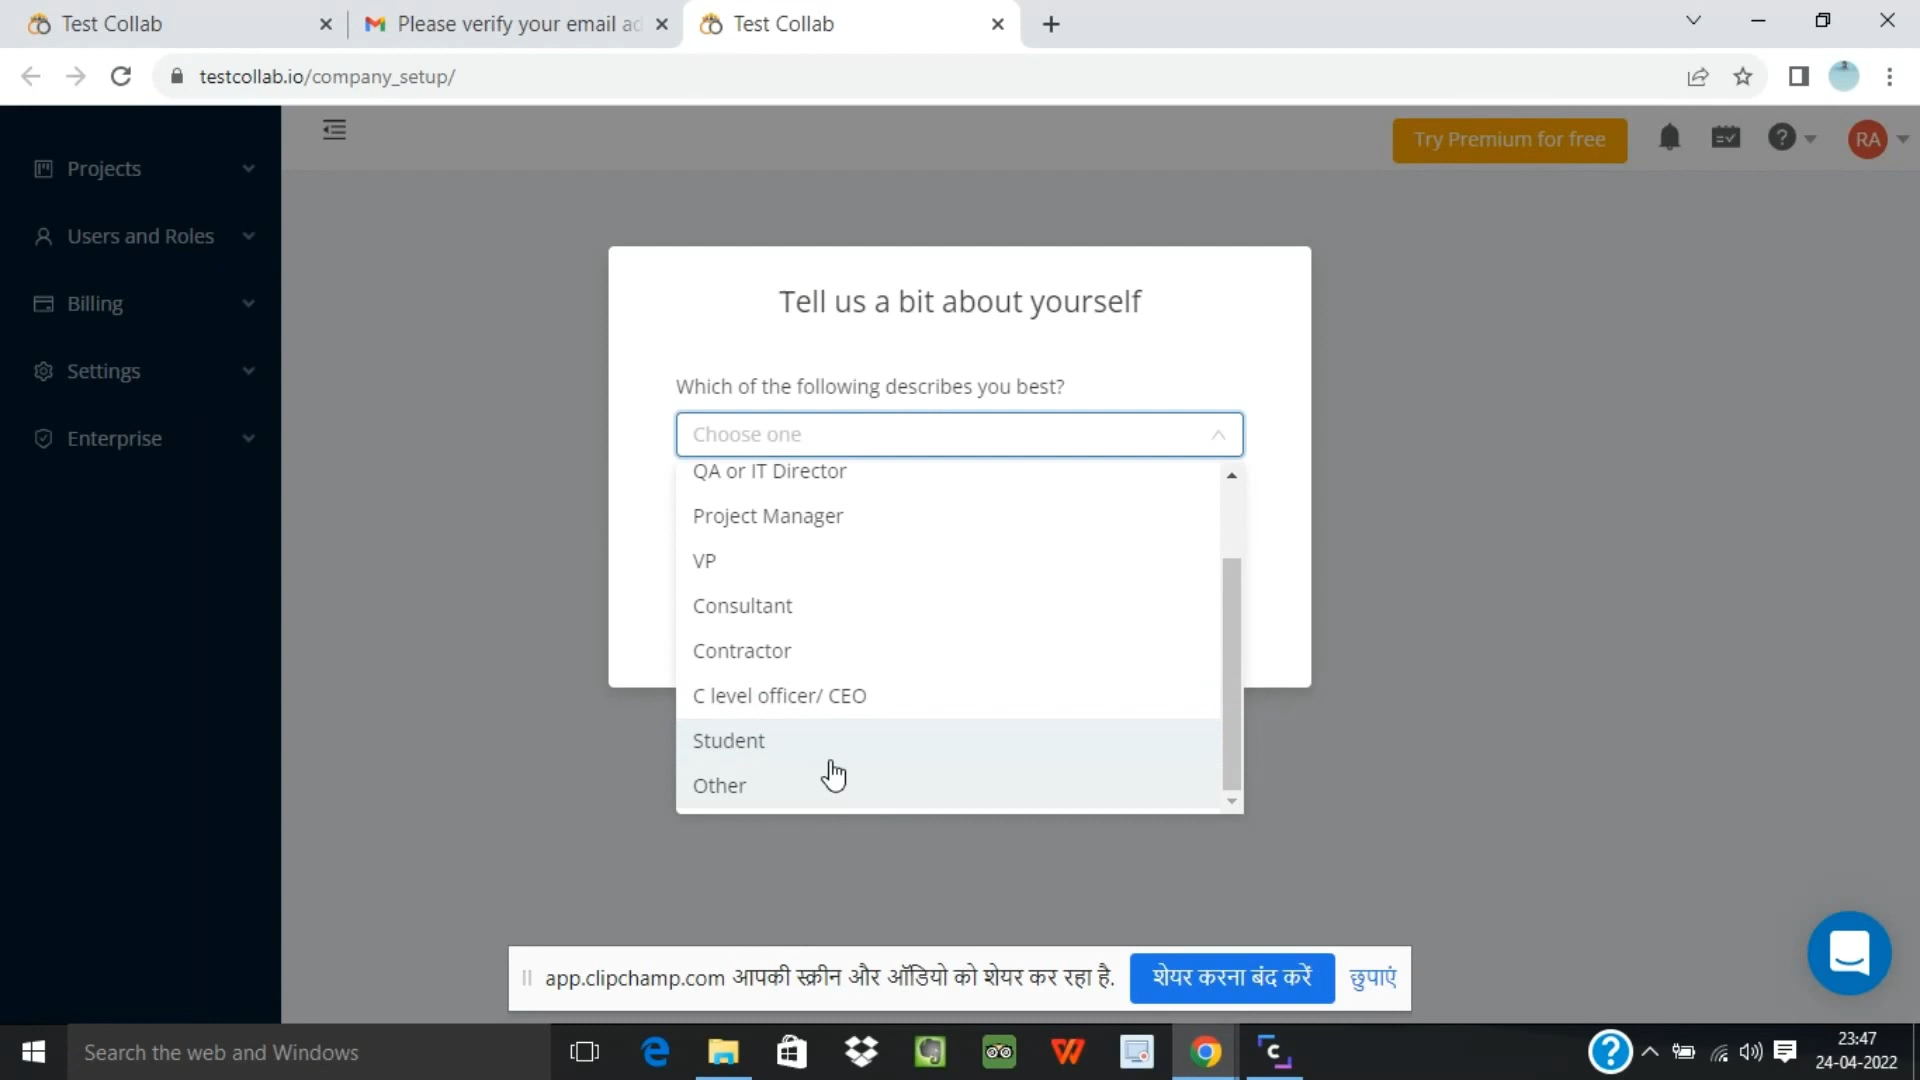 Test Collab
Please verify your email ad
Test Collab
testcollab.io/company_setup/
Try Premium for free
RA
Projects
Users and Roles
Billing
Settings
Enterprise
Tell us a bit about yourself
Which of the following describes you best?
Choose one
QA or IT Director
Project Manager
VP
Consultant
Contractor
C level officer/ CEO
Student
Other
app.clipchamp.com आपकी स्क्रीन और ऑडियो को शेयर कर रहा है.
शेयर करना बंद करें
छुपाएं
Search the web and Windows
23:47
24-04-2022